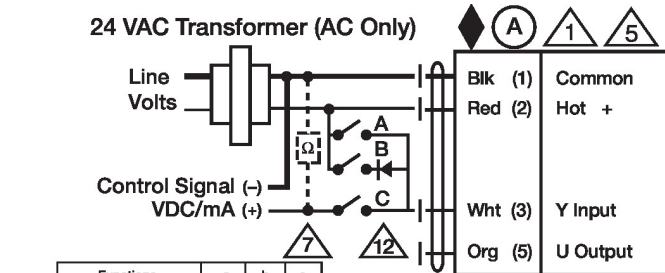 24 VAC Transformer (AC Only)
A
1
5
Line
Volts
Blk (1) Common
Red (2) Hot +
A
B
Ω
Control Signal (–)
VDC/mA (+)
C
Wht (3) Y Input
7
12
Org (5) U Output